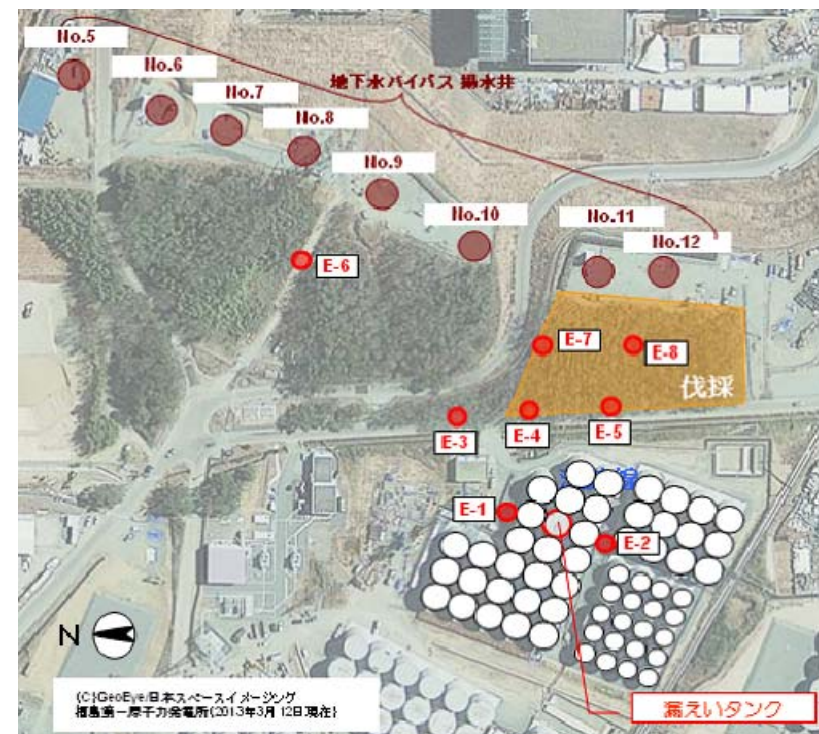 No.5
No.6
No.7
地下水バイパス 揚水井
No.8
No.9
No.10
No.11
No.12
E-6
E-7
E-8
伐採
E-3
E-4
E-5
E-1
E-2
N
(C)GeoEye/日本スペースイメージング
福島第一原子力発電所(2013年3月12日現在)
漏えいタンク